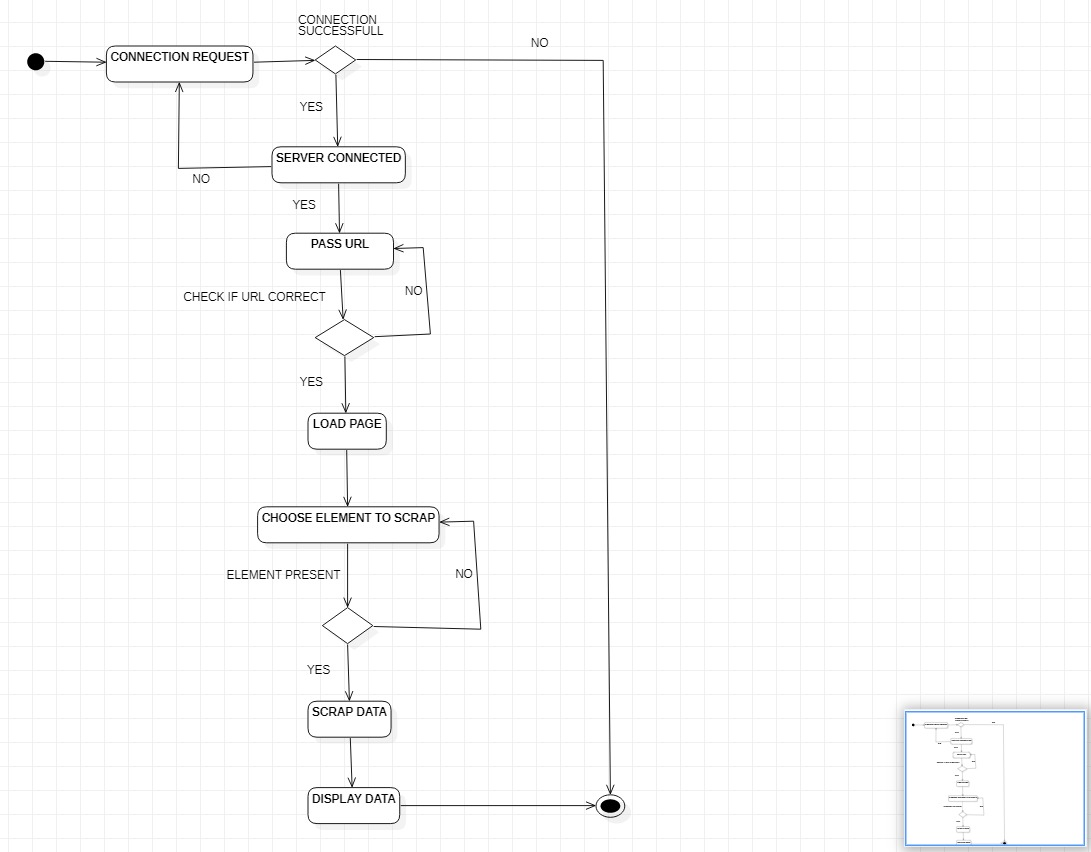 CONNECTION
SUCCESSFULL
NO
CONNECTION REQUEST
YES
SERVER CONNECTED
NO
YES
PASS URL
NO
CHECK IF URL CORRECT
YES
LOAD PAGE
CHOOSE ELEMENT TO SCRAP
ELEMENT PRESENT
NO
YES
SCRAP DATA
DISPLAY DATA